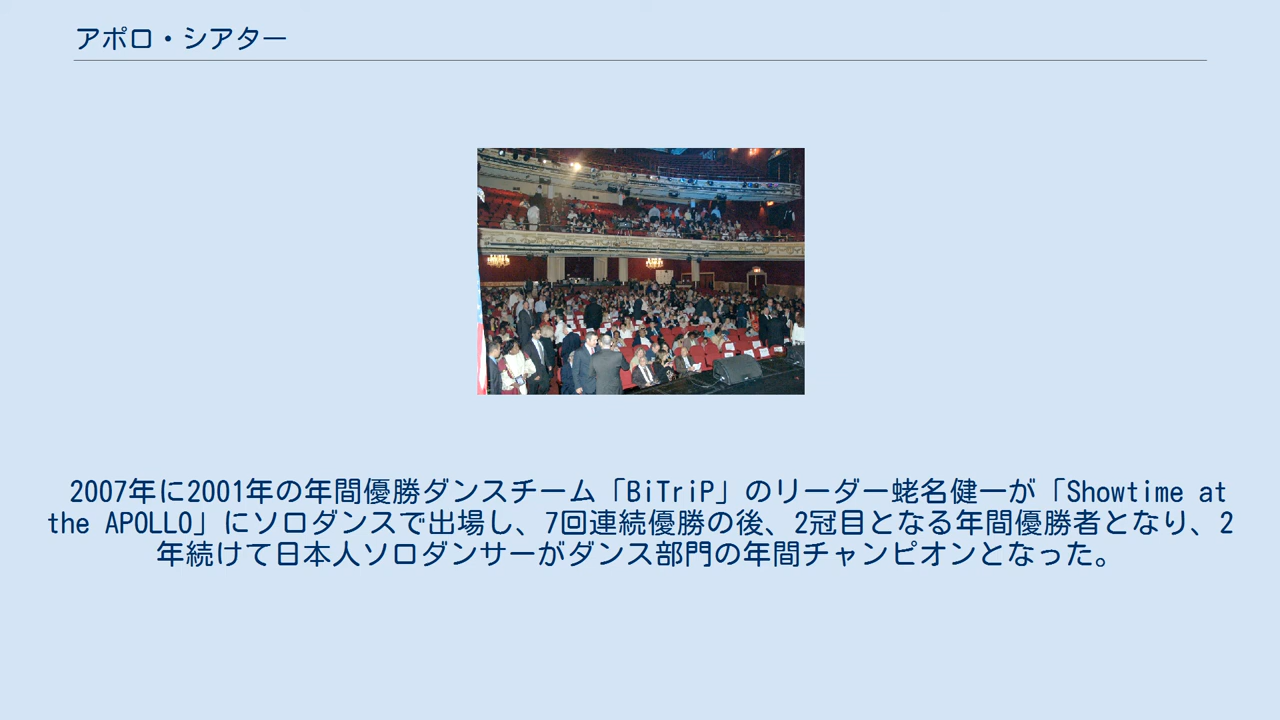 アポロ・シアター
2007年に2001年の年間優勝ダンスチーム「BiTriP」のリーダー蛯名健一が「Showtime at
the APOLLO」にソロダンスで出場し、7回連続優勝の後、2冠目となる年間優勝者となり、2
年続けて日本人ソロダンサーがダンス部門の年間チャンピオンとなった。